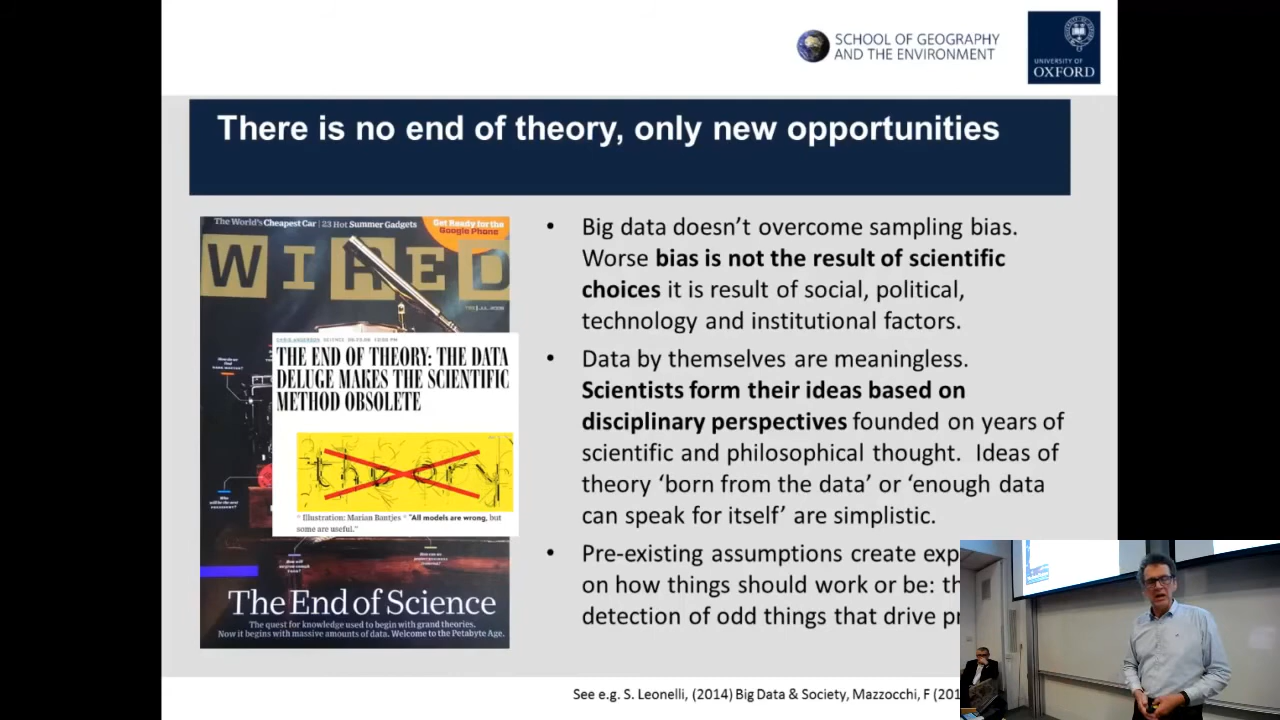 SCHOOL OF GEOGRAPHY
AND THE ENVIRONMENT
UNIVERSITY OF
OXFORD
There is no end of theory, only new opportunities
The World's Cheapest Car | 23 Hot Summer Gadgets
Get Ready for the
Google Phone
WIRED
THE END OF THEORY: THE DATA
DELUGE MAKES THE SCIENTIFIC
METHOD OBSOLETE
theory
* Illustration: Marian Bantjes * "All models are wrong, but
some are useful."
The End of Science
The quest for knowledge used to begin with grand theories.
Now it begins with massive amounts of data. Welcome to the Petabyte Age.
• Big data doesn't overcome sampling bias.
Worse bias is not the result of scientific
choices it is result of social, political,
technology and institutional factors.
• Data by themselves are meaningless.
Scientists form their ideas based on
disciplinary perspectives founded on years of
scientific and philosophical thought. Ideas of
theory 'born from the data' or 'enough data
can speak for itself' are simplistic.
• Pre-existing assumptions create exp
on how things should work or be: th
detection of odd things that drive pr
See e.g. S. Leonelli, (2014) Big Data & Society, Mazzocchi, F (201